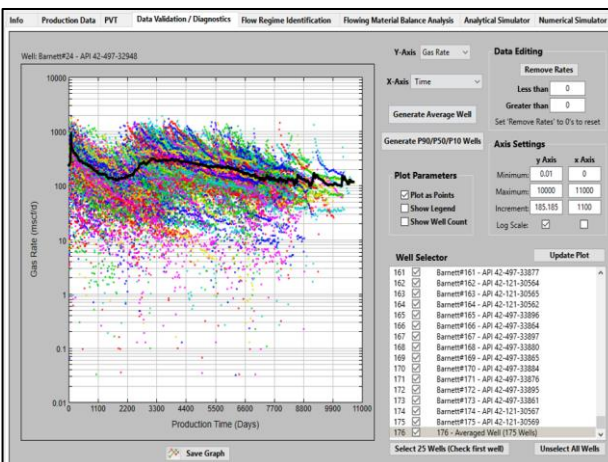 Info Production Data PVT Data Validation / Diagnostics Flow Regime Identification Flowing Material Balance Analysis Analytical Simulator Numerical Simulator
Well: Barnett#24 - API 42-497-32948
10000
1000
100
10
1
0.1
0.01
Gas Rate (mscf/d)
0 1100 2200 3300 4400 5500 6600 7700 8800 9900 11000
Production Time (Days)
Save Graph
Y-Axis Gas Rate
X-Axis Time
Generate Average Well
Generate P90/P50/P10 Wells
Plot Parameters
Plot as Points
Show Legend
Show Well Count
Data Editing
Remove Rates
Less than 0
Greater than 0
Set 'Remove Rates' to 0's to reset
Axis Settings
y Axis x Axis
Minimum: 0.01 0
Maximum: 10000 11000
Increment: 185.185 1100
Log Scale:
Well Selector
Update Plot
161 Barnett#161 - API 42-497-33877
162 Barnett#162 - API 42-121-30564
163 Barnett#163 - API 42-121-30565
164 Barnett#164 - API 42-121-30562
165 Barnett#165 - API 42-497-33896
166 Barnett#166 - API 42-497-33864
167 Barnett#167 - API 42-497-33897
168 Barnett#168 - API 42-497-33880
169 Barnett#169 - API 42-497-33865
170 Barnett#170 - API 42-497-33884
171 Barnett#171 - API 42-497-33876
172 Barnett#172 - API 42-497-33895
173 Barnett#173 - API 42-497-33861
174 Barnett#174 - API 42-121-30567
175 Barnett#175 - API 42-121-30569
176 176 - Averaged Well (175 Wells)
Select 25 Wells (Check first well)
Unselect All Wells